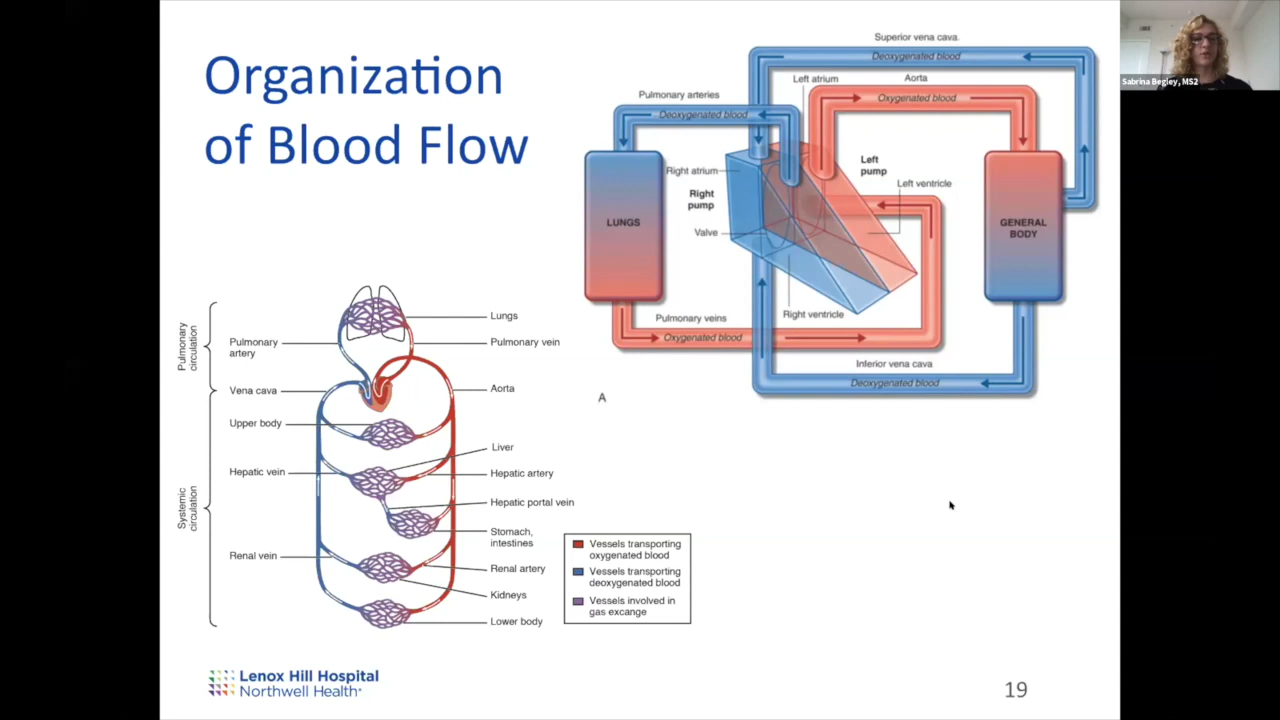 Organization
of Blood Flow
Superior vena cava.
Deoxygenated blood
Left atrium
Aorta
Oxygenated blood
Pulmonary arteries
Deoxygenated blood
Right atrium
Right
pump
Valve
Left
pump
Left ventricle
LUNGS
GENERAL
BODY
Right ventricle
Pulmonary veins
Oxygenated blood
Inferior vena cava
Deoxygenated blood
A
Pulmonary
circulation
Systemic
circulation
Lungs
Pulmonary
artery
Pulmonary vein
Vena cava
Aorta
Upper body
Liver
Hepatic vein
Hepatic artery
Hepatic portal vein
Stomach,
intestines
Renal vein
Renal artery
Kidneys
Lower body
Vessels transporting
oxygenated blood
Vessels transporting
deoxygenated blood
Vessels involved in
gas excange
Lenox Hill Hospital
Northwell Health
19
Sabrina Begley, MS2